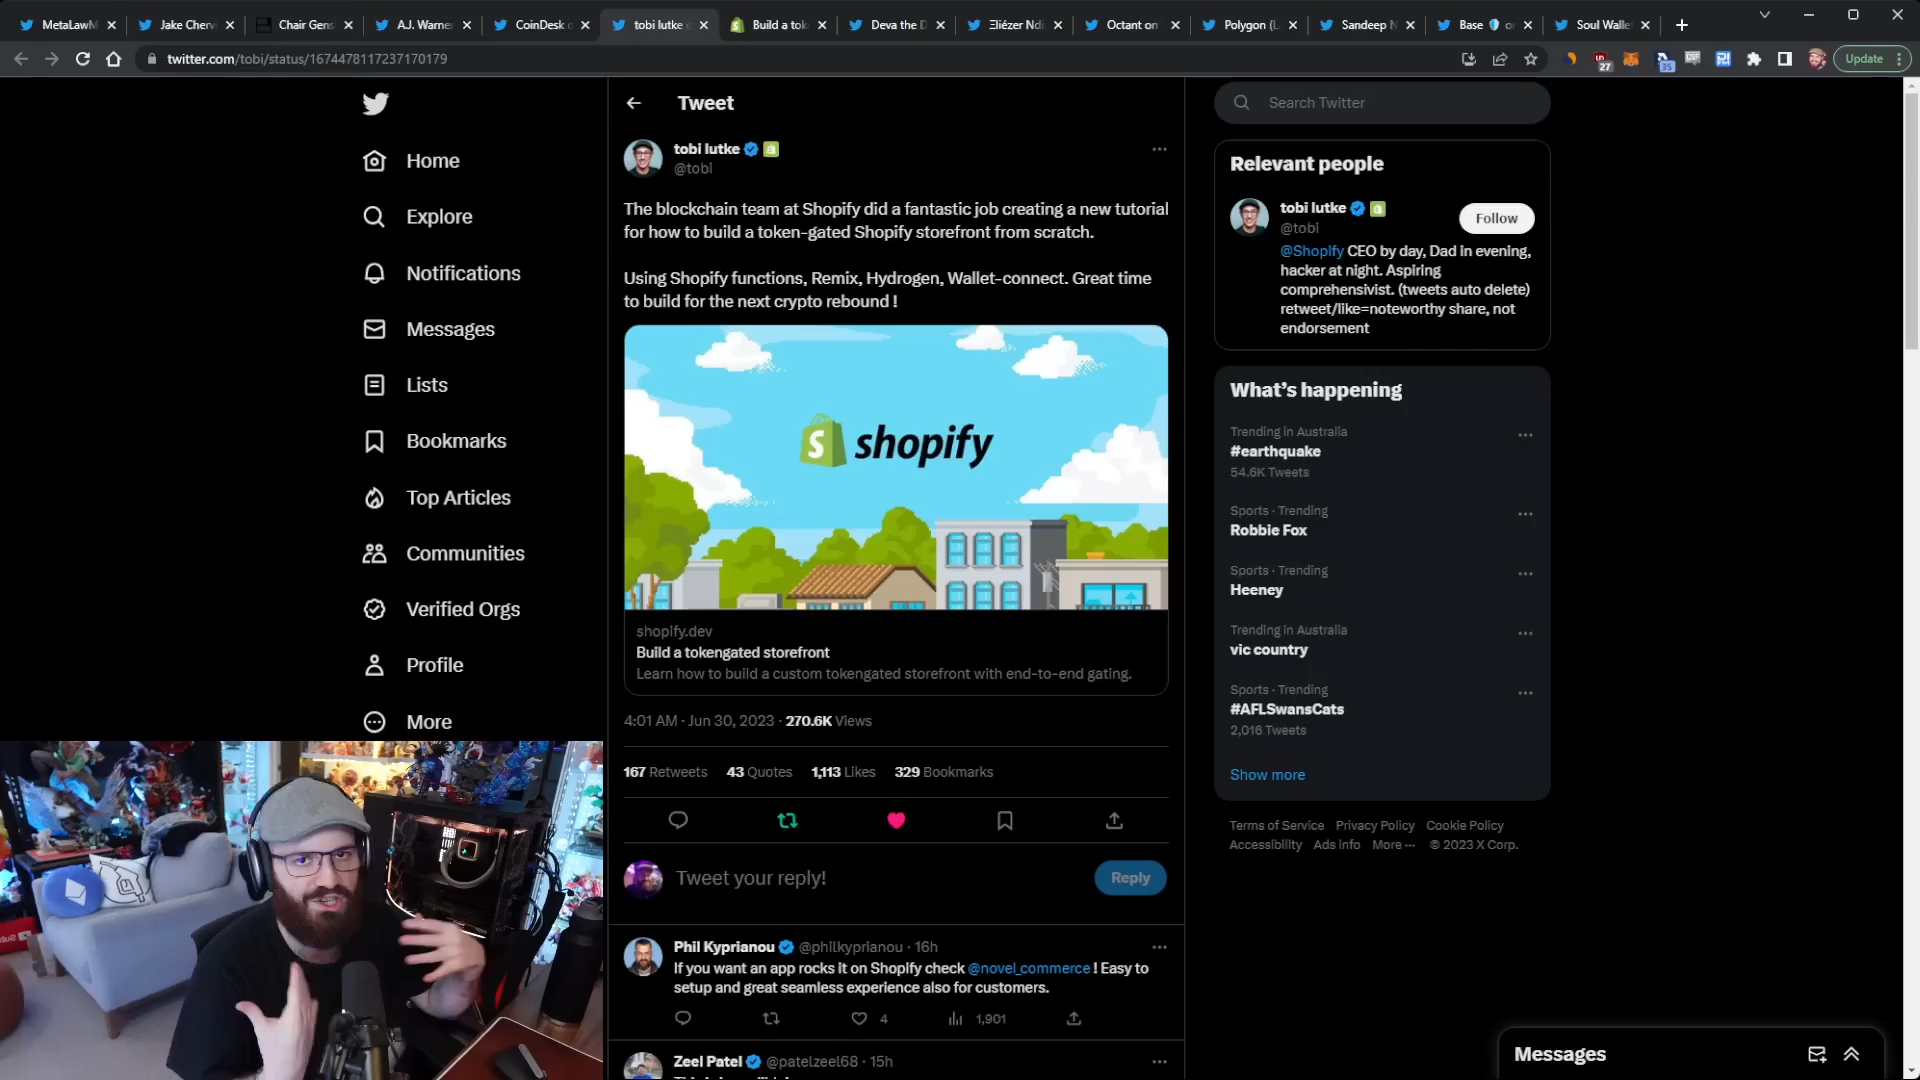 MetaLawM
Jake Cherv
Chair Gens
A.J. Warne
CoinDesk o
tobi lutke
Build a tok
Deva the D
Ξliézer Ndi
Octant on
Polygon (L
Sandeep N
Base
Soul Walle
twitter.com/tobi/status/1674478117237170179
27
35
Update
Home
Explore
Notifications
Messages
Lists
Bookmarks
Top Articles
Communities
Verified Orgs
Profile
More
Tweet
tobi lutke
@tobi
The blockchain team at Shopify did a fantastic job creating a new tutorial
for how to build a token-gated Shopify storefront from scratch.
Using Shopify functions, Remix, Hydrogen, Wallet-connect. Great time
to build for the next crypto rebound !
shopify
shopify.dev
Build a tokengated storefront
Learn how to build a custom tokengated storefront with end-to-end gating.
4:01 AM · Jun 30, 2023 · 270.6K Views
167 Retweets 43 Quotes 1,113 Likes 329 Bookmarks
Tweet your reply!
Reply
Phil Kyprianou @philkyprianou · 16h
If you want an app rocks it on Shopify check @novel_commerce ! Easy to
setup and great seamless experience also for customers.
4
1,901
Zeel Patel @patelzeel68 · 15h
Search Twitter
Relevant people
tobi lutke
@tobi
Follow
@Shopify CEO by day, Dad in evening,
hacker at night. Aspiring
comprehensivist. (tweets auto delete)
retweet/like=noteworthy share, not
endorsement
What's happening
Trending in Australia
#earthquake
54.6K Tweets
Sports · Trending
Robbie Fox
Sports · Trending
Heeney
Trending in Australia
vic country
Sports · Trending
#AFLSwansCats
2,016 Tweets
Show more
Terms of Service Privacy Policy Cookie Policy
Accessibility Ads info More ··· © 2023 X Corp.
Messages